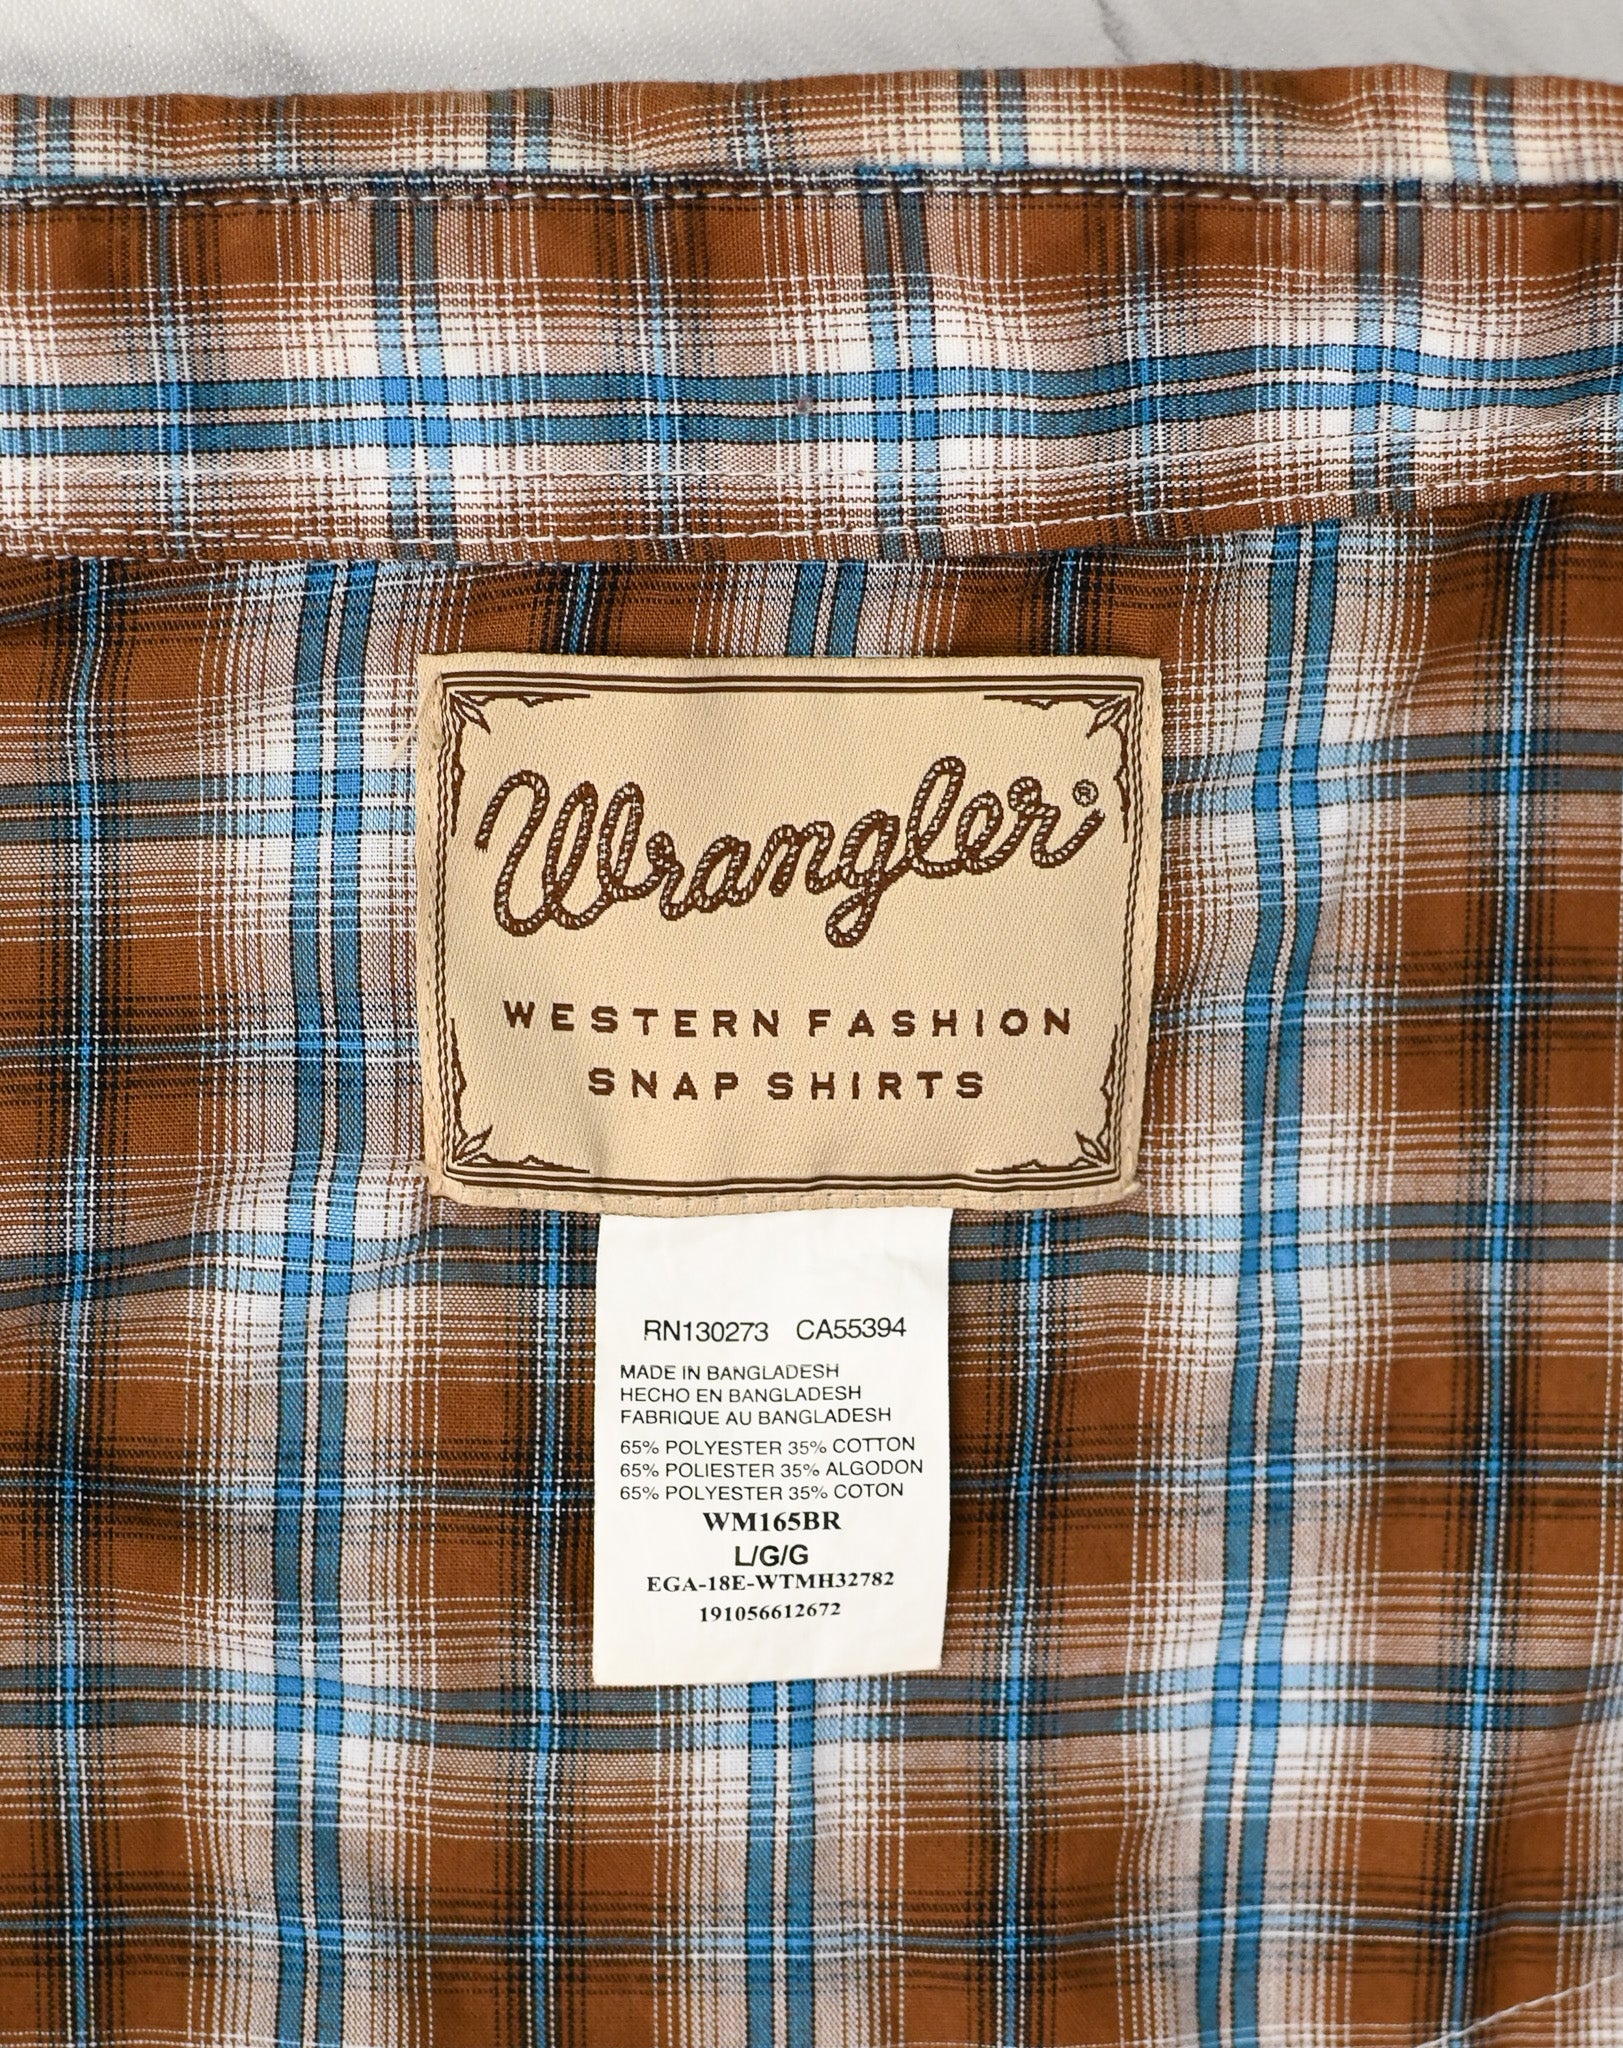 Wrangler®
WESTERN FASHION
SNAP SHIRTS
RN130273 CA55394
MADE IN BANGLADESH
HECHO EN BANGLADESH
FABRIQUE AU BANGLADESH
65% POLYESTER 35% COTTON
65% POLIESTER 35% ALGODON
65% POLYESTER 35% COTON
WM165BR
L/G/G
EGA-18E-WTMH32782
191056612672